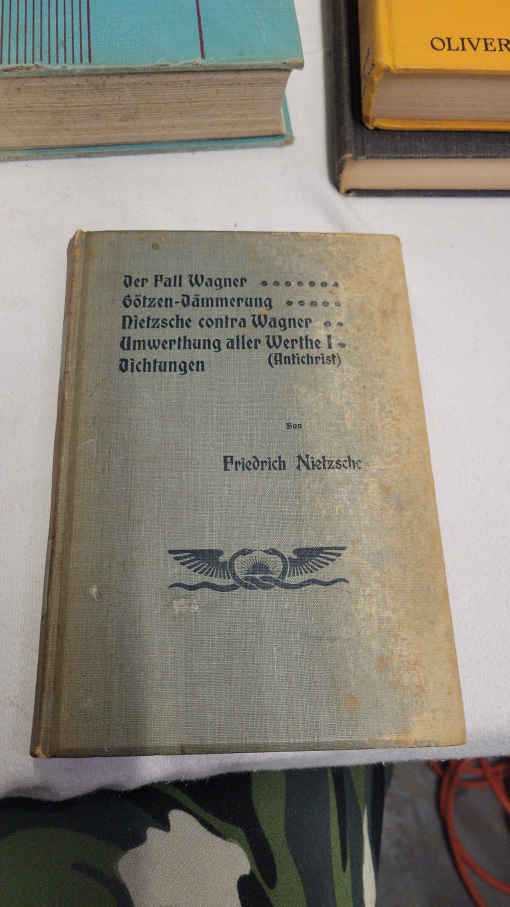 OLIVER
Der Fall Wagner
Götzen-Dämmerung
Nietzsche contra Wagner
Umwerthung aller Werthe I
(Antichrist)
Dichtungen
Von
Friedrich Nietzsche